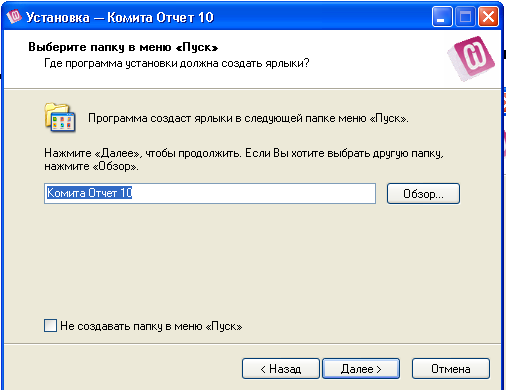 Установка — Комита Отчет 10
Выберите папку в меню «Пуск»
Где программа установки должна создать ярлыки?
Программа создаст ярлыки в следующей папке меню «Пуск».
Нажмите «Далее», чтобы продолжить. Если Вы хотите выбрать другую папку,
нажмите «Обзор».
Комита Отчет 10
Обзор...
Не создавать папку в меню «Пуск»
< Назад
Далее >
Отмена